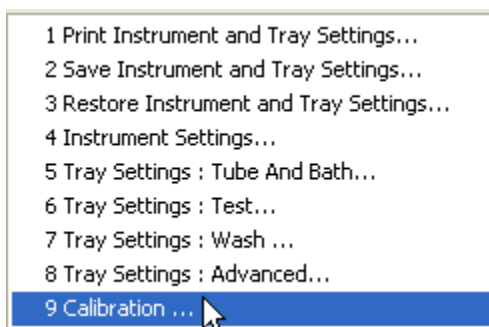 1 Print Instrument and Tray Settings...
2 Save Instrument and Tray Settings...
3 Restore Instrument and Tray Settings...
4 Instrument Settings...
5 Tray Settings : Tube And Bath...
6 Tray Settings : Test...
7 Tray Settings : Wash ...
8 Tray Settings : Advanced...
9 Calibration ...